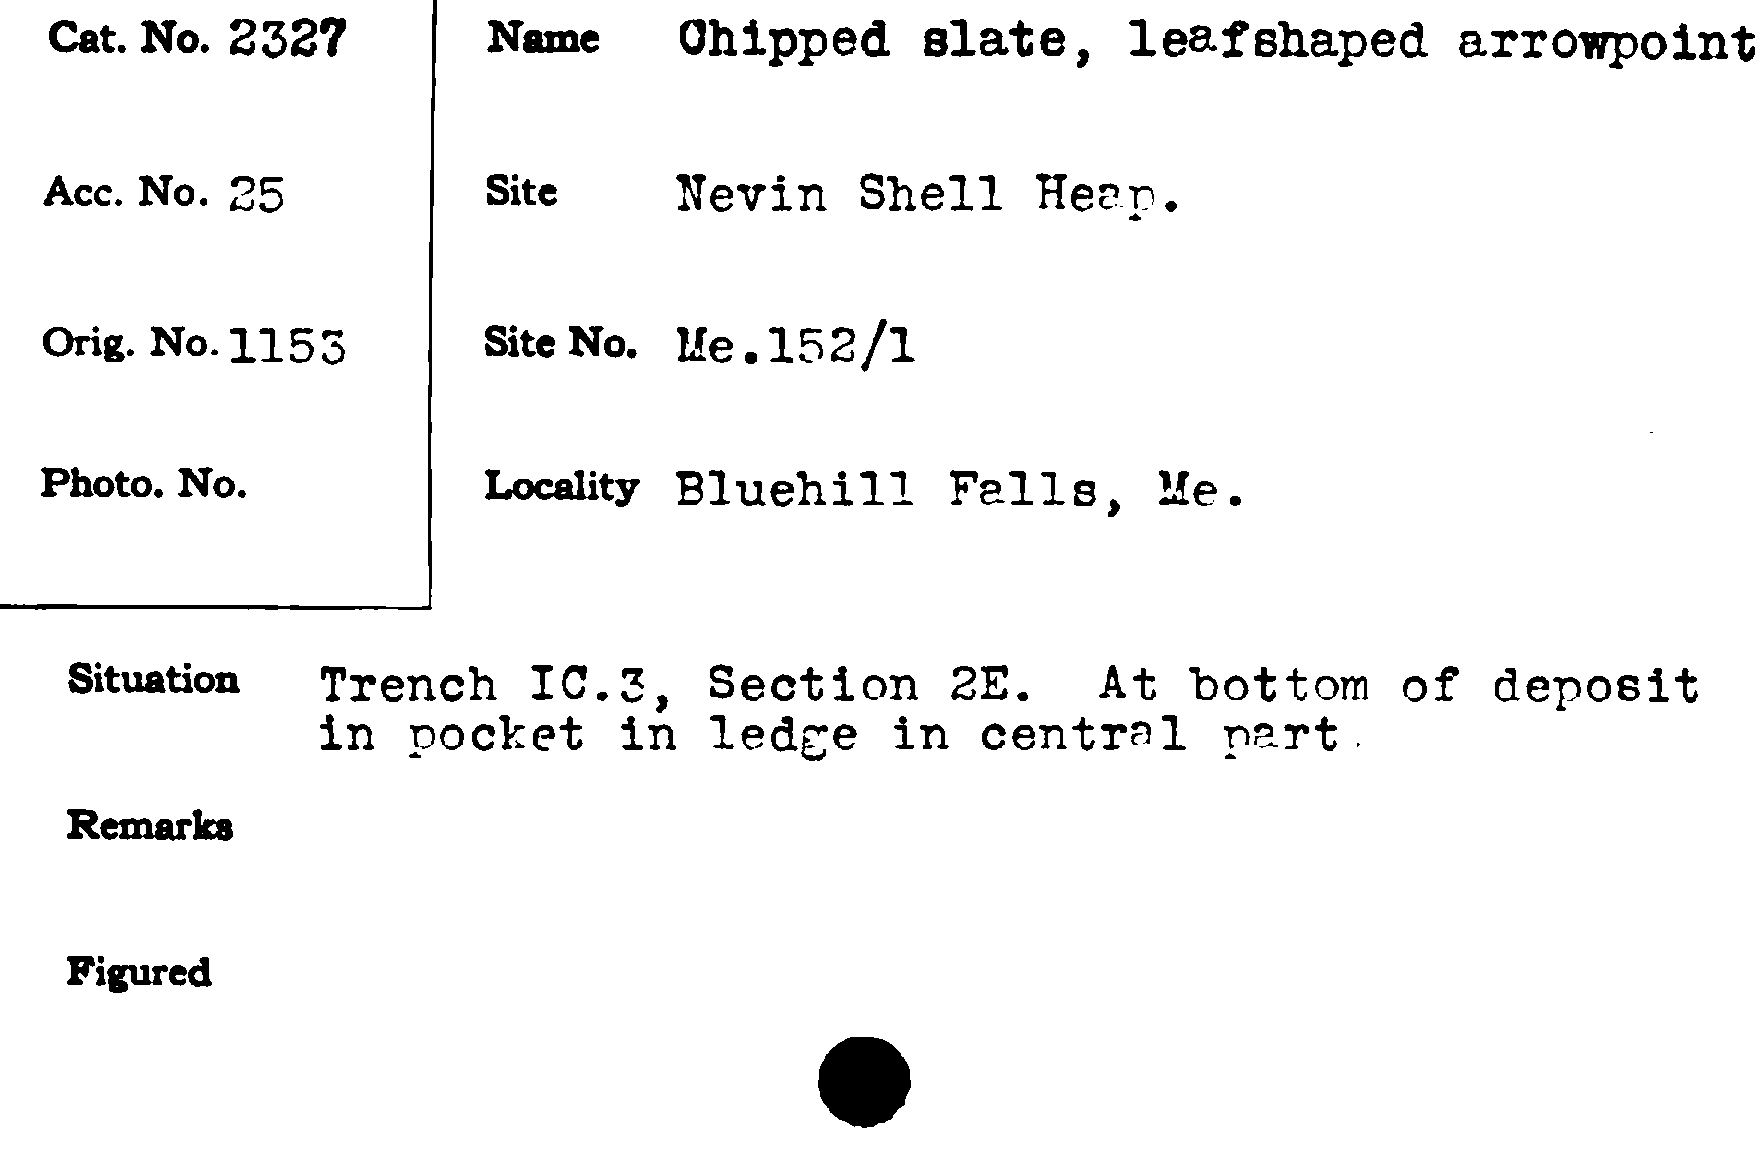 Cat. No. 2327
Name Chipped slate, leafshaped arrowpoint
Acc. No. 25
Site Nevin Shell Heap.
Orig. No. 1153
Site No. Me.152/1
Photo. No.
Locality Bluehill Falls, Me.
Situation Trench IC.3, Section 2E. At bottom of deposit
in pocket in ledge in central part.
Remarks
Figured